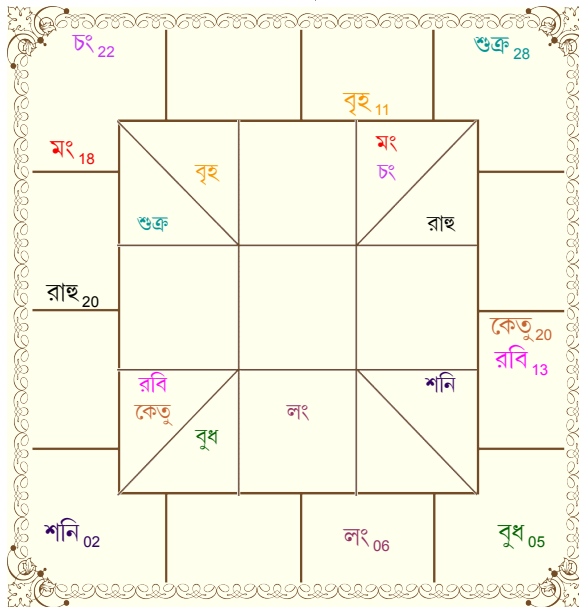 চং 22
শুক্র 28
বৃহ 11
মং 18
মং
বৃহ
চং
শুক্র
রাহু
রাহু 20
কেতু 20
রবি 13
রবি
শনি
কেতু
লং
বুধ
শনি 02
লং 06
বুধ 05